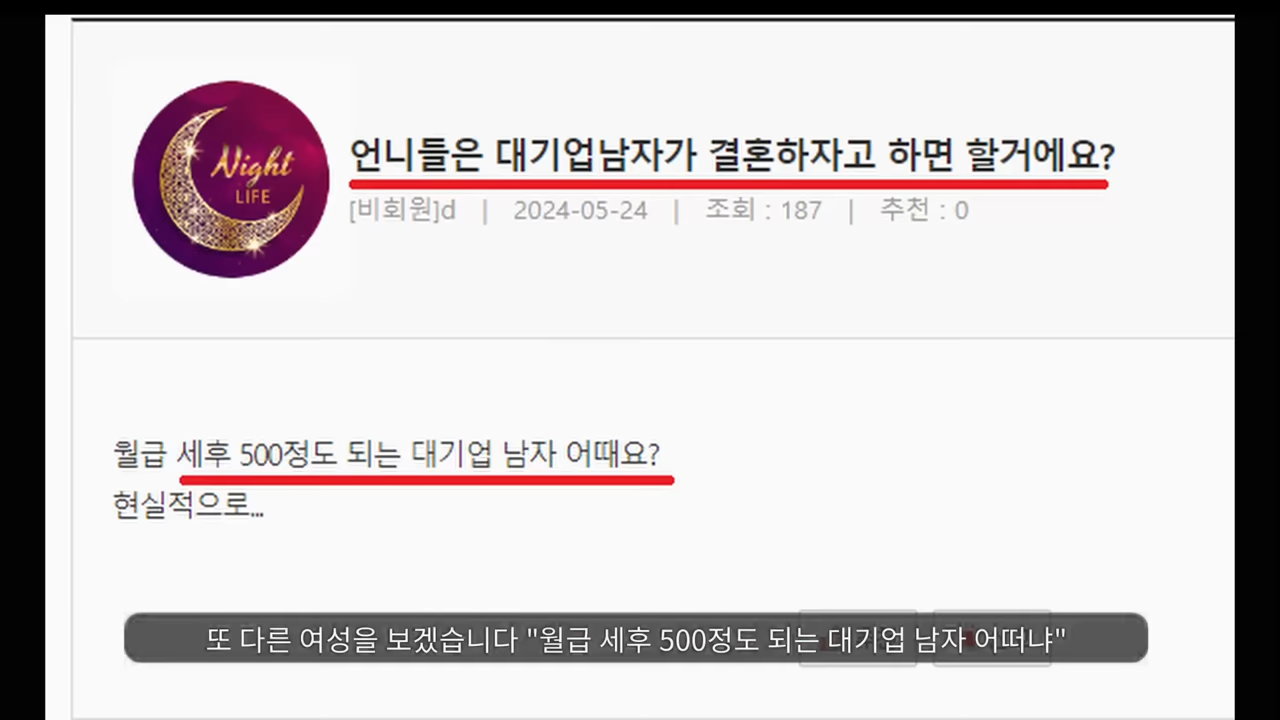 Night
LIFE
언니들은 대기업남자가 결혼하자고 하면 할거에요?
[비회원]d | 2024-05-24 | 조회 : 187 | 추천 : 0
월급 세후 500정도 되는 대기업 남자 어때요?
현실적으로...
또 다른 여성을 보겠습니다 "월급 세후 500정도 되는 대기업 남자 어떠냐"